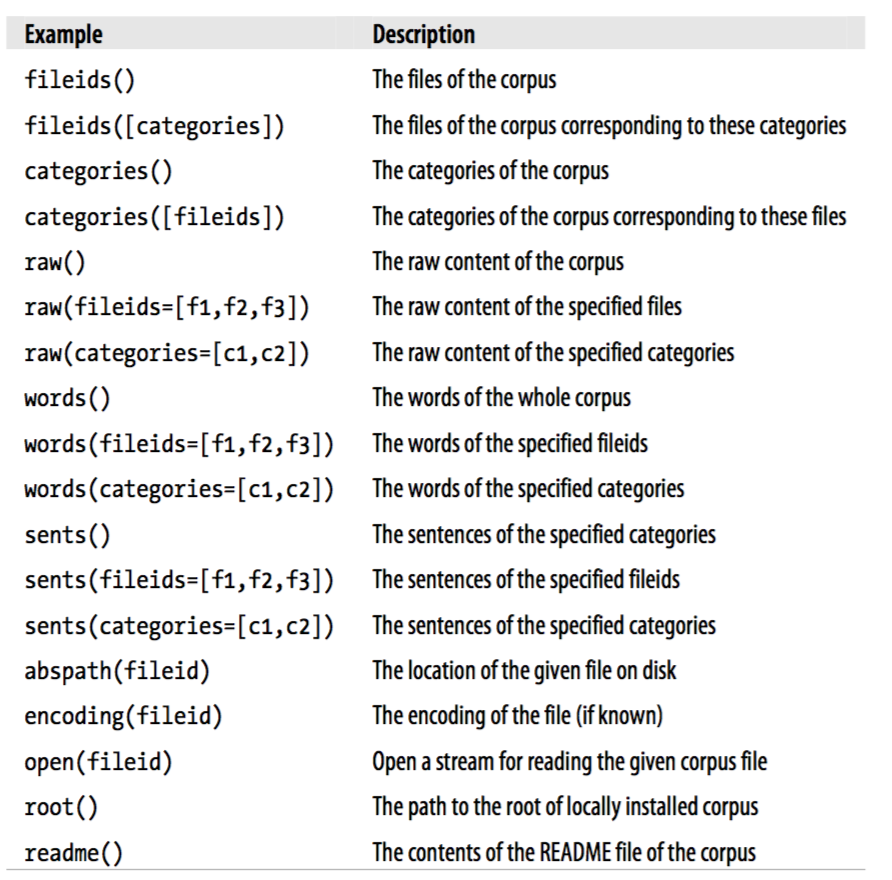 Example Description
fileids() The files of the corpus
fileids([categories]) The files of the corpus corresponding to these categories
categories() The categories of the corpus
categories([fileids]) The categories of the corpus corresponding to these files
raw() The raw content of the corpus
raw(fileids=[f1,f2,f3]) The raw content of the specified files
raw(categories=[c1,c2]) The raw content of the specified categories
words() The words of the whole corpus
words(fileids=[f1,f2,f3]) The words of the specified fileids
words(categories=[c1,c2]) The words of the specified categories
sents() The sentences of the specified categories
sents(fileids=[f1,f2,f3]) The sentences of the specified fileids
sents(categories=[c1,c2]) The sentences of the specified categories
abspath(fileid) The location of the given file on disk
encoding(fileid) The encoding of the file (if known)
open(fileid) Open a stream for reading the given corpus file
root() The path to the root of locally installed corpus
readme() The contents of the README file of the corpus